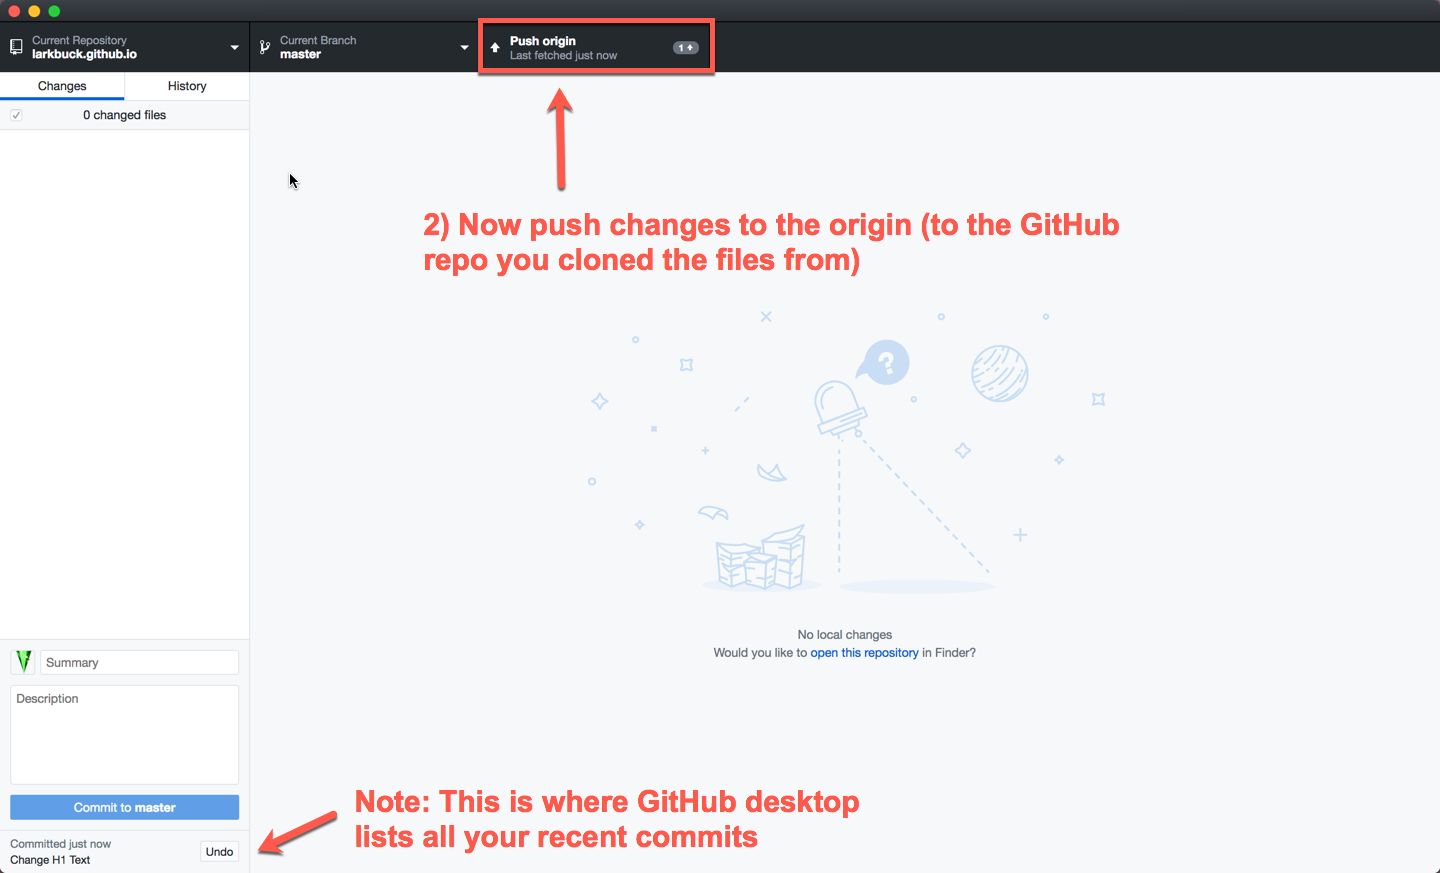 Current Repository
larkbuck.github.io
Current Branch
master
Push origin
Last fetched just now
1
Changes
History
0 changed files
2) Now push changes to the origin (to the GitHub
repo you cloned the files from)
?
No local changes
Would you like to open this repository in Finder?
Summary
Description
Commit to master
Note: This is where GitHub desktop
lists all your recent commits
Committed just now
Change H1 Text
Undo